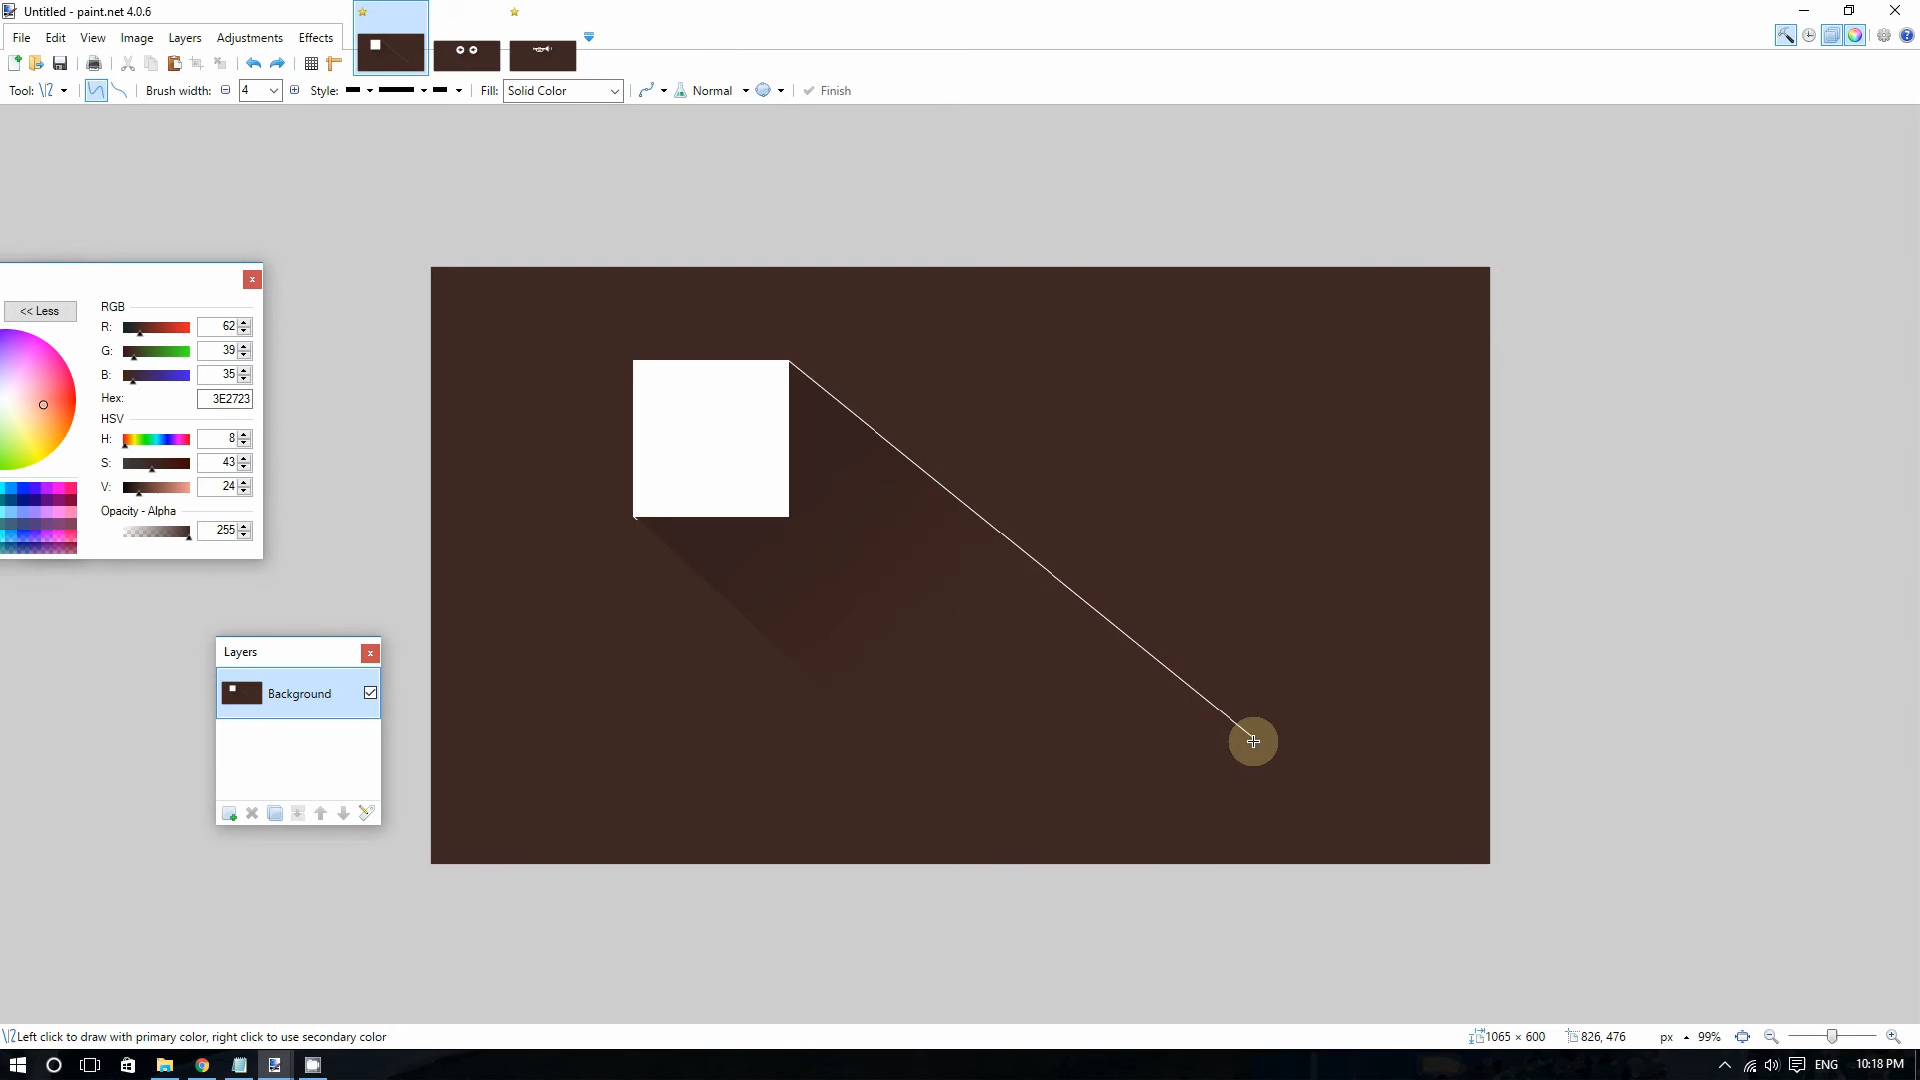 Untitled - paint.net 4.0.6
File Edit View Image Layers Adjustments Effects
Tool: Brush width: 4 Style: Fill: Solid Color Normal Finish
<< Less
RGB
R: 62
G: 39
B: 35
Hex: 3E2723
HSV
H: 8
S: 43
V: 24
Opacity - Alpha
255
Layers
Background
Left click to draw with primary color, right click to use secondary color
1065 × 600 826, 476 px 99%
ENG 10:18 PM